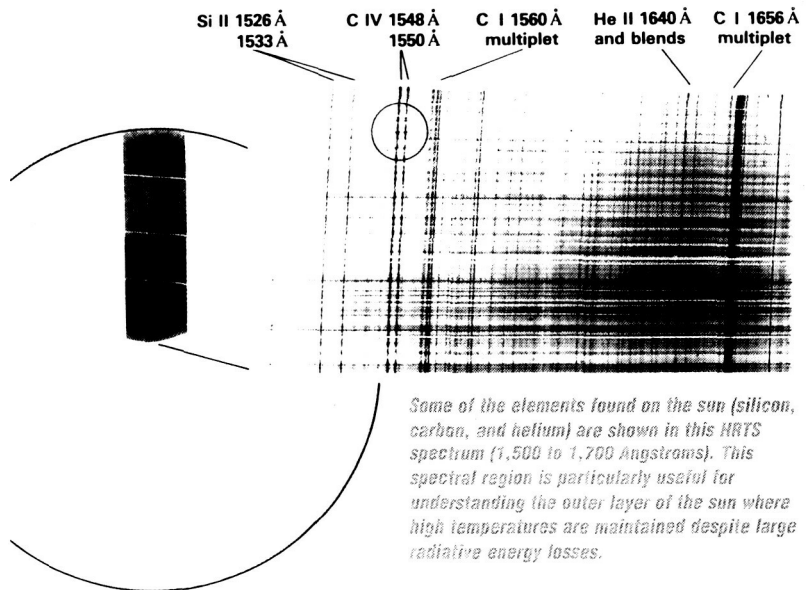 Si II 1526 Å
1533 Å
C IV 1548 Å
1550 Å
C I 1560 Å
multiplet
He II 1640 Å
and blends
C I 1656 Å
multiplet
Some of the elements found on the sun (silicon,
carbon, and helium) are shown in this HRTS
spectrum (1,500 to 1,700 Angstroms). This
spectral region is particularly useful for
understanding the outer layer of the sun where
high temperatures are maintained despite large
radiative energy losses.